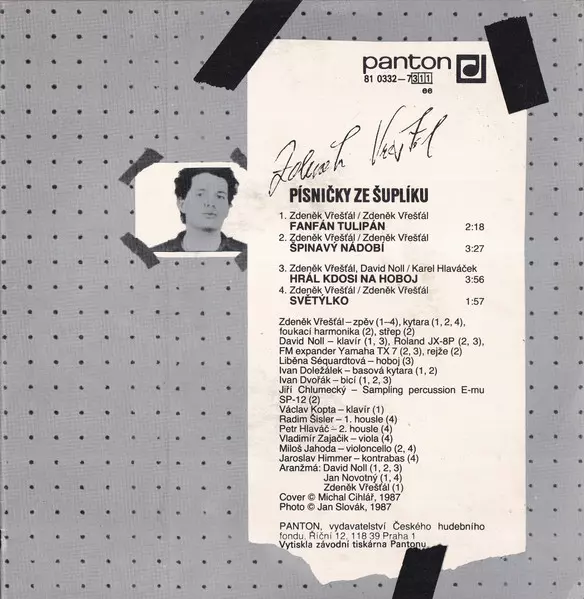 panton
81 0332-7 311
ee
Zdeněk Vřešťál
PÍSNIČKY ZE ŠUPLÍKU
1. Zdeněk Vřešťál / Zdeněk Vřešťál
FANFÁN TULIPÁN 2:18
2. Zdeněk Vřešťál / Zdeněk Vřešťál
ŠPINAVÝ NÁDOBÍ 3:27
3. Zdeněk Vřešťál, David Noll / Karel Hlaváček
HRÁL KDOSI NA HOBOJ 3:56
4. Zdeněk Vřešťál / Zdeněk Vřešťál
SVĚTÝLKO 1:57
Zdeněk Vřešťál – zpěv (1–4), kytara (1, 2, 4),
foukací harmonika (2), střep (2)
David Noll – klavír (1, 3), Roland JX-8P (2, 3),
FM expander Yamaha TX 7 (2, 3), rejže (2)
Liběna Séquardtová – hoboj (3)
Ivan Doležálek – basová kytara (1, 2)
Ivan Dvořák – bicí (1, 2, 3)
Jiří Chlumecký – Sampling percussion E-mu
SP-12 (2)
Václav Kopta – klavír (1)
Radim Šisler – 1. housle (4)
Petr Hlaváč – 2. housle (4)
Vladimír Zajačik – viola (4)
Miloš Jahoda – violoncello (2, 4)
Jaroslav Himmer – kontrabas (4)
Aranžmá: David Noll (1, 2, 3)
Jan Novotný (1, 4)
Zdeněk Vřešťál (1)
Cover © Michal Cihlář, 1987
Photo © Jan Slovák, 1987
PANTON, vydavatelství Českého hudebního
fondu, Říční 12, 118 39 Praha 1
Vytiskla závodní tiskárna Pantonu